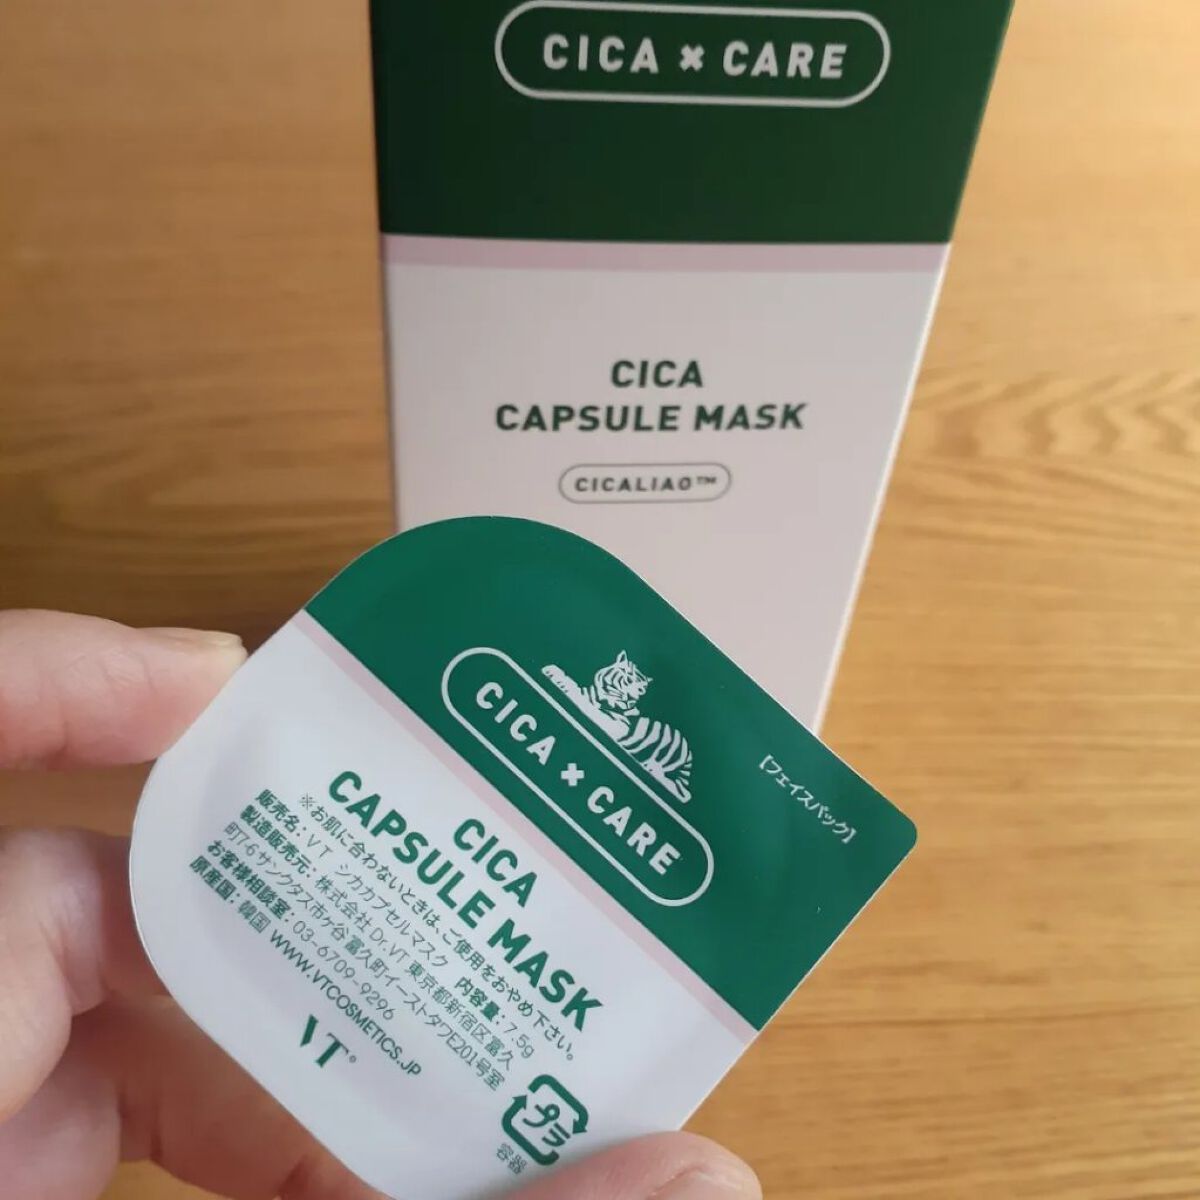 CICA × CARE
CICA
CAPSULE MASK
CICALIAO™
CICA × CARE
【フェイスパック】
CICA
CAPSULE MASK
※お肌に合わないときは、ご使用をおやめ下さい。
販売名：VT シカカプセルマスク 内容量：7.5g
製造販売元：株式会社Dr.VT 東京都新宿区富久
町7-6サンクタス市ヶ谷富久町イーストタワE201号室
お客様相談室：03-6709-9296
原産国：韓国 WWW.VTCOSMETICS.JP
VT®
プラ
容器